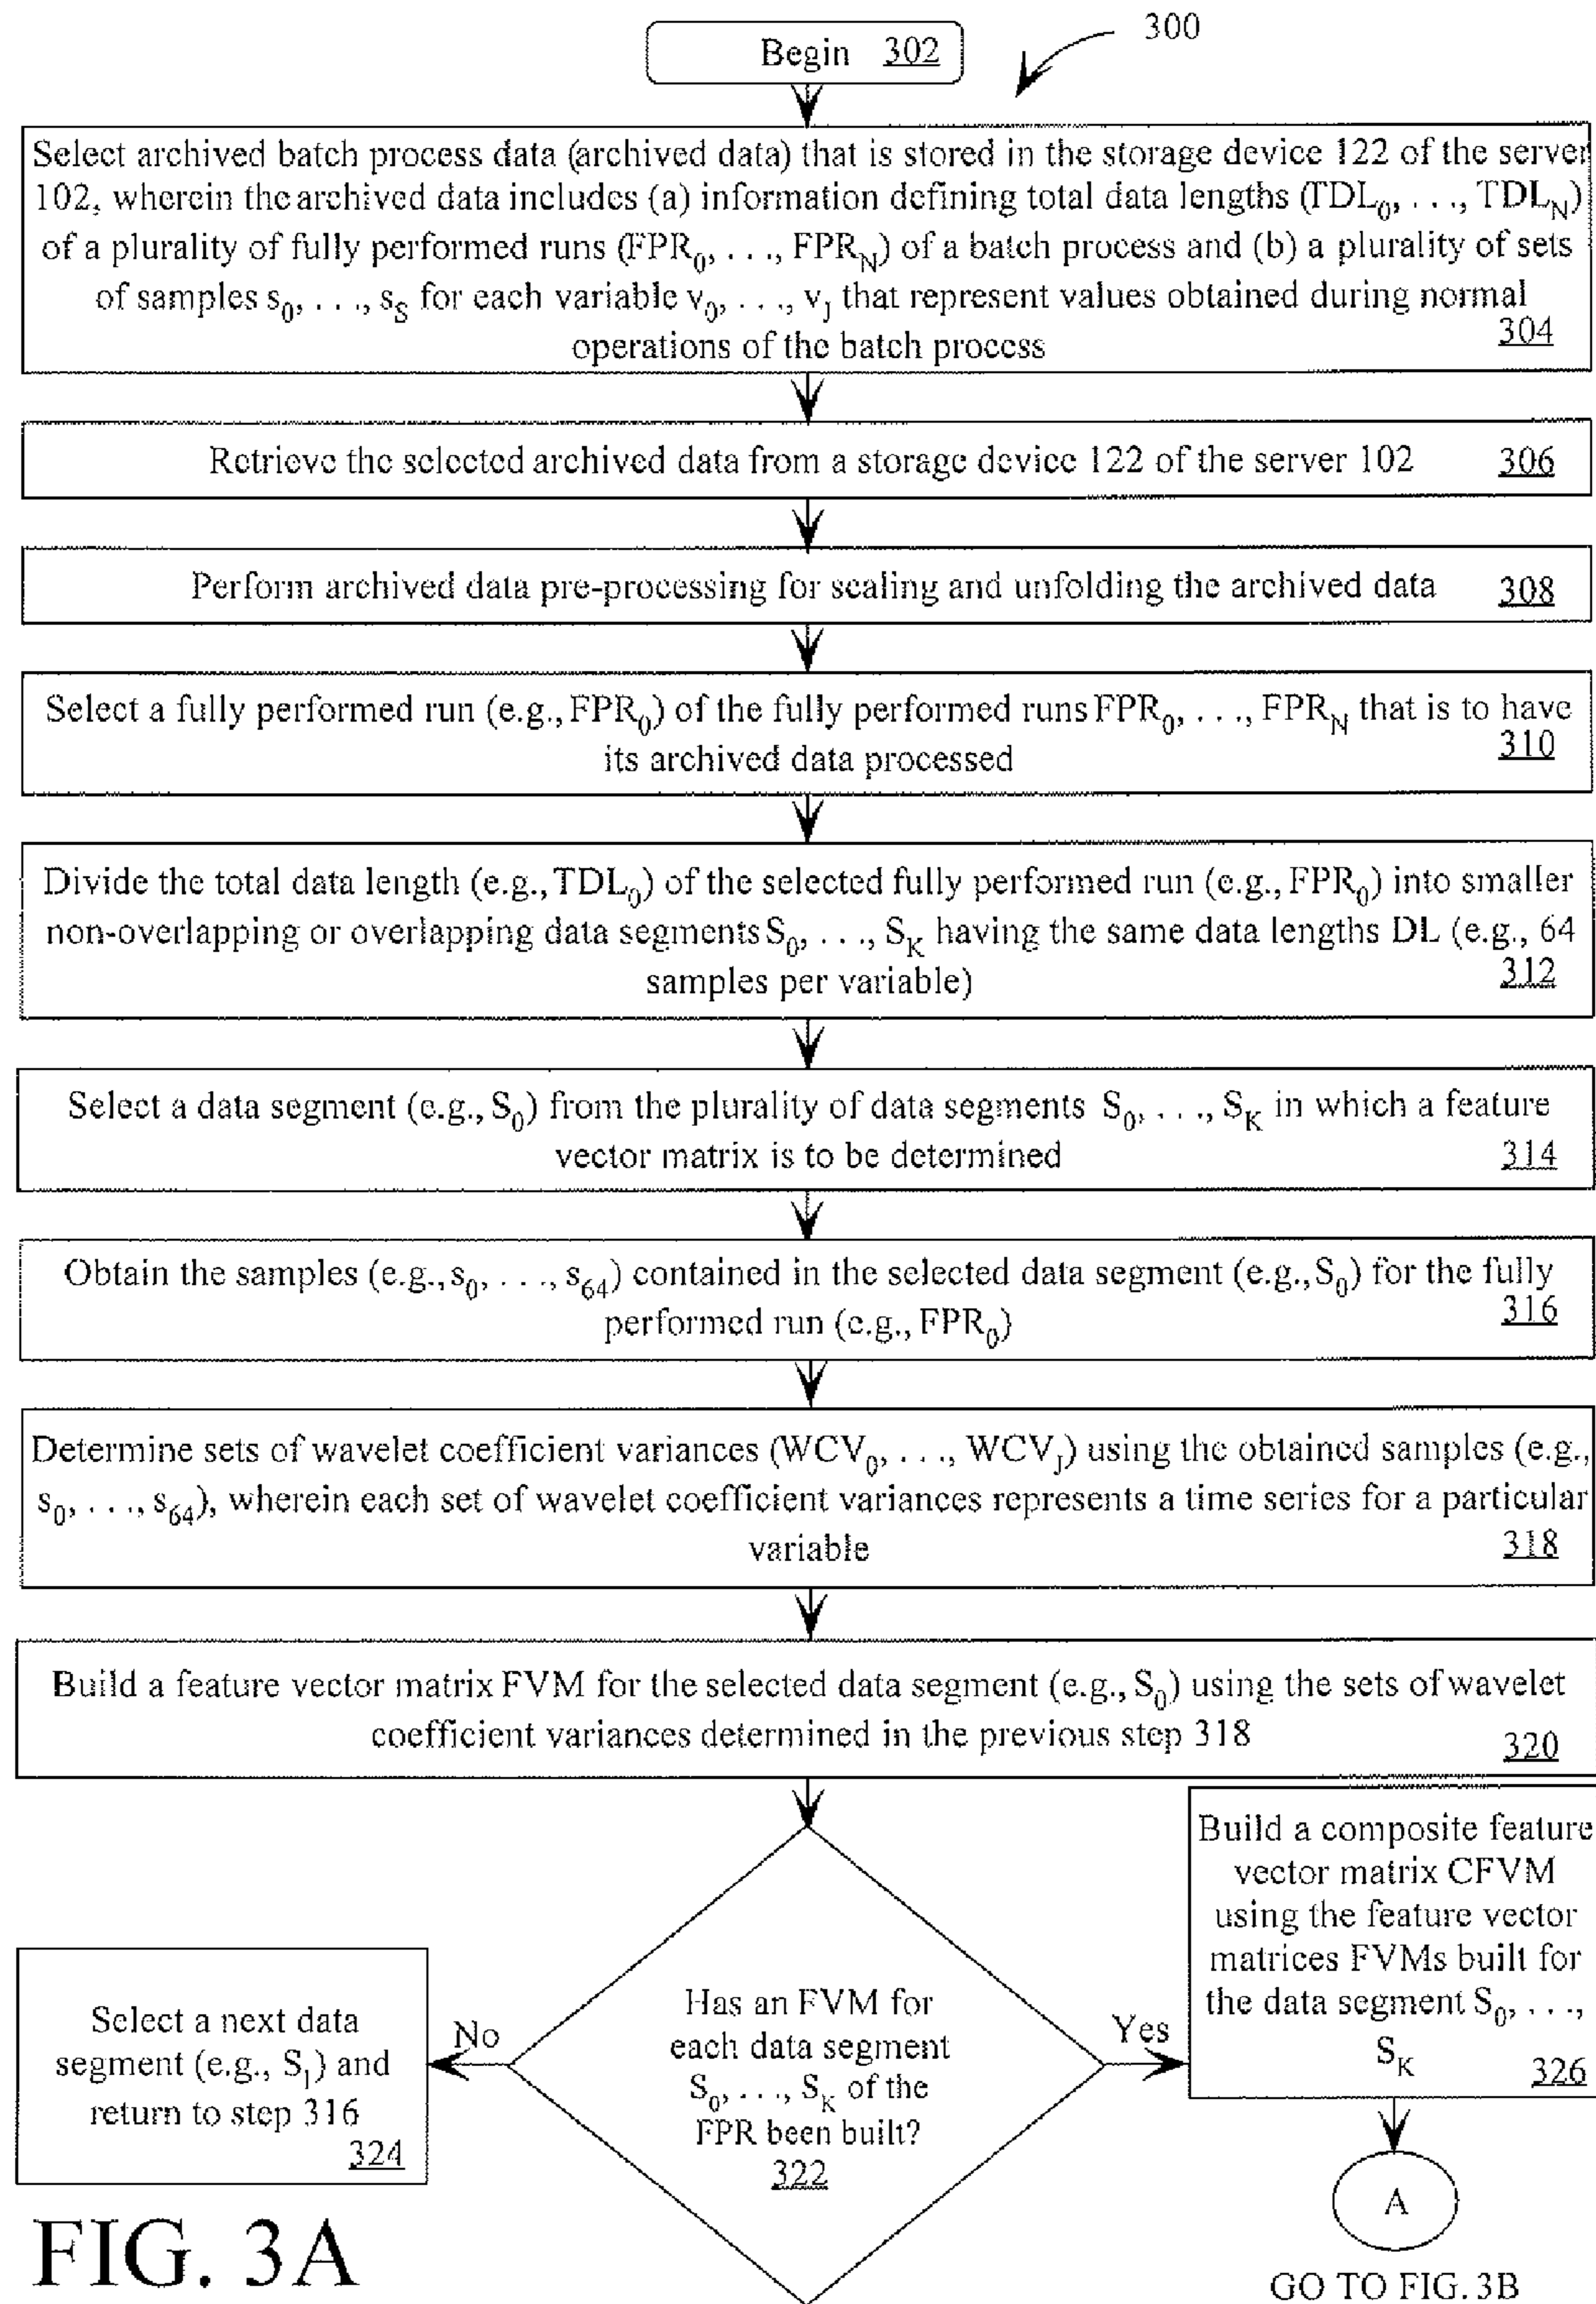 Begin 302
300
Select archived batch process data (archived data) that is stored in the storage device 122 of the server
102, wherein the archived data includes (a) information defining total data lengths (TDL₀, . . ., TDL_N)
of a plurality of fully performed runs (FPR₀, . . ., FPR_N) of a batch process and (b) a plurality of sets
of samples s₀, . . ., s_S for each variable v₀, . . ., v_J that represent values obtained during normal
operations of the batch process 304
Retrieve the selected archived data from a storage device 122 of the server 102 306
Perform archived data pre-processing for scaling and unfolding the archived data 308
Select a fully performed run (e.g., FPR₀) of the fully performed runs FPR₀, . . ., FPR_N that is to have
its archived data processed 310
Divide the total data length (e.g., TDL₀) of the selected fully performed run (e.g., FPR₀) into smaller
non-overlapping or overlapping data segments S₀, . . ., S_K having the same data lengths DL (e.g., 64
samples per variable) 312
Select a data segment (e.g., S₀) from the plurality of data segments S₀, . . ., S_K in which a feature
vector matrix is to be determined 314
Obtain the samples (e.g., s₀, . . ., s₆₄) contained in the selected data segment (e.g., S₀) for the fully
performed run (e.g., FPR₀) 316
Determine sets of wavelet coefficient variances (WCV₀, . . ., WCV_J) using the obtained samples (e.g.,
s₀, . . ., s₆₄), wherein each set of wavelet coefficient variances represents a time series for a particular
variable 318
Build a feature vector matrix FVM for the selected data segment (e.g., S₀) using the sets of wavelet
coefficient variances determined in the previous step 318 320
Has an FVM for
each data segment
S₀, . . ., S_K of the
FPR been built?
322
No
Select a next data
segment (e.g., S₁) and
return to step 316
324
Yes
Build a composite feature
vector matrix CFVM
using the feature vector
matrices FVMs built for
the data segment S₀, . . .,
S_K 326
A
GO TO FIG. 3B
FIG. 3A